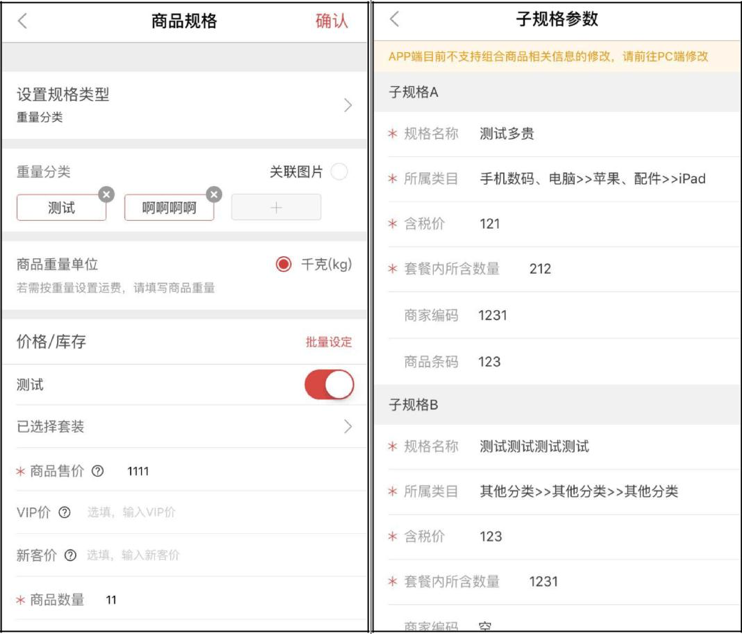 商品规格
确认
设置规格类型
重量分类
重量分类
关联图片
测试
啊啊啊啊
商品重量单位
千克(kg)
若需按重量设置运费，请填写商品重量
价格/库存
批量设定
测试
已选择套装
* 商品售价 ? 1111
VIP价 ? 选填，输入VIP价
新客价 ? 选填，输入新客价
* 商品数量 11
子规格参数
APP端目前不支持组合商品相关信息的修改，请前往PC端修改
子规格A
* 规格名称 测试多贵
* 所属类目 手机数码、电脑>>苹果、配件>>iPad
* 含税价 121
* 套餐内所含数量 212
商家编码 1231
商品条码 123
子规格B
* 规格名称 测试测试测试测试
* 所属类目 其他分类>>其他分类>>其他分类
* 含税价 123
* 套餐内所含数量 1231
商家编码 空